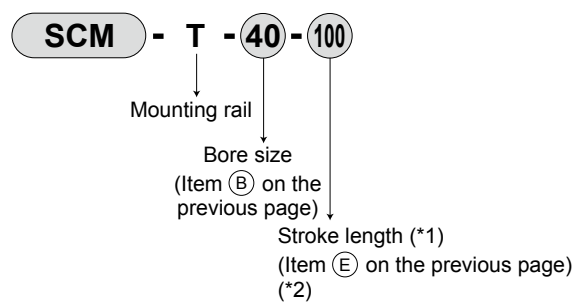 SCM - T - 40 - 100
Mounting rail
Bore size
(Item Ⓑ on the
previous page)
Stroke length (*1)
(Item Ⓔ on the previous page)
(*2)